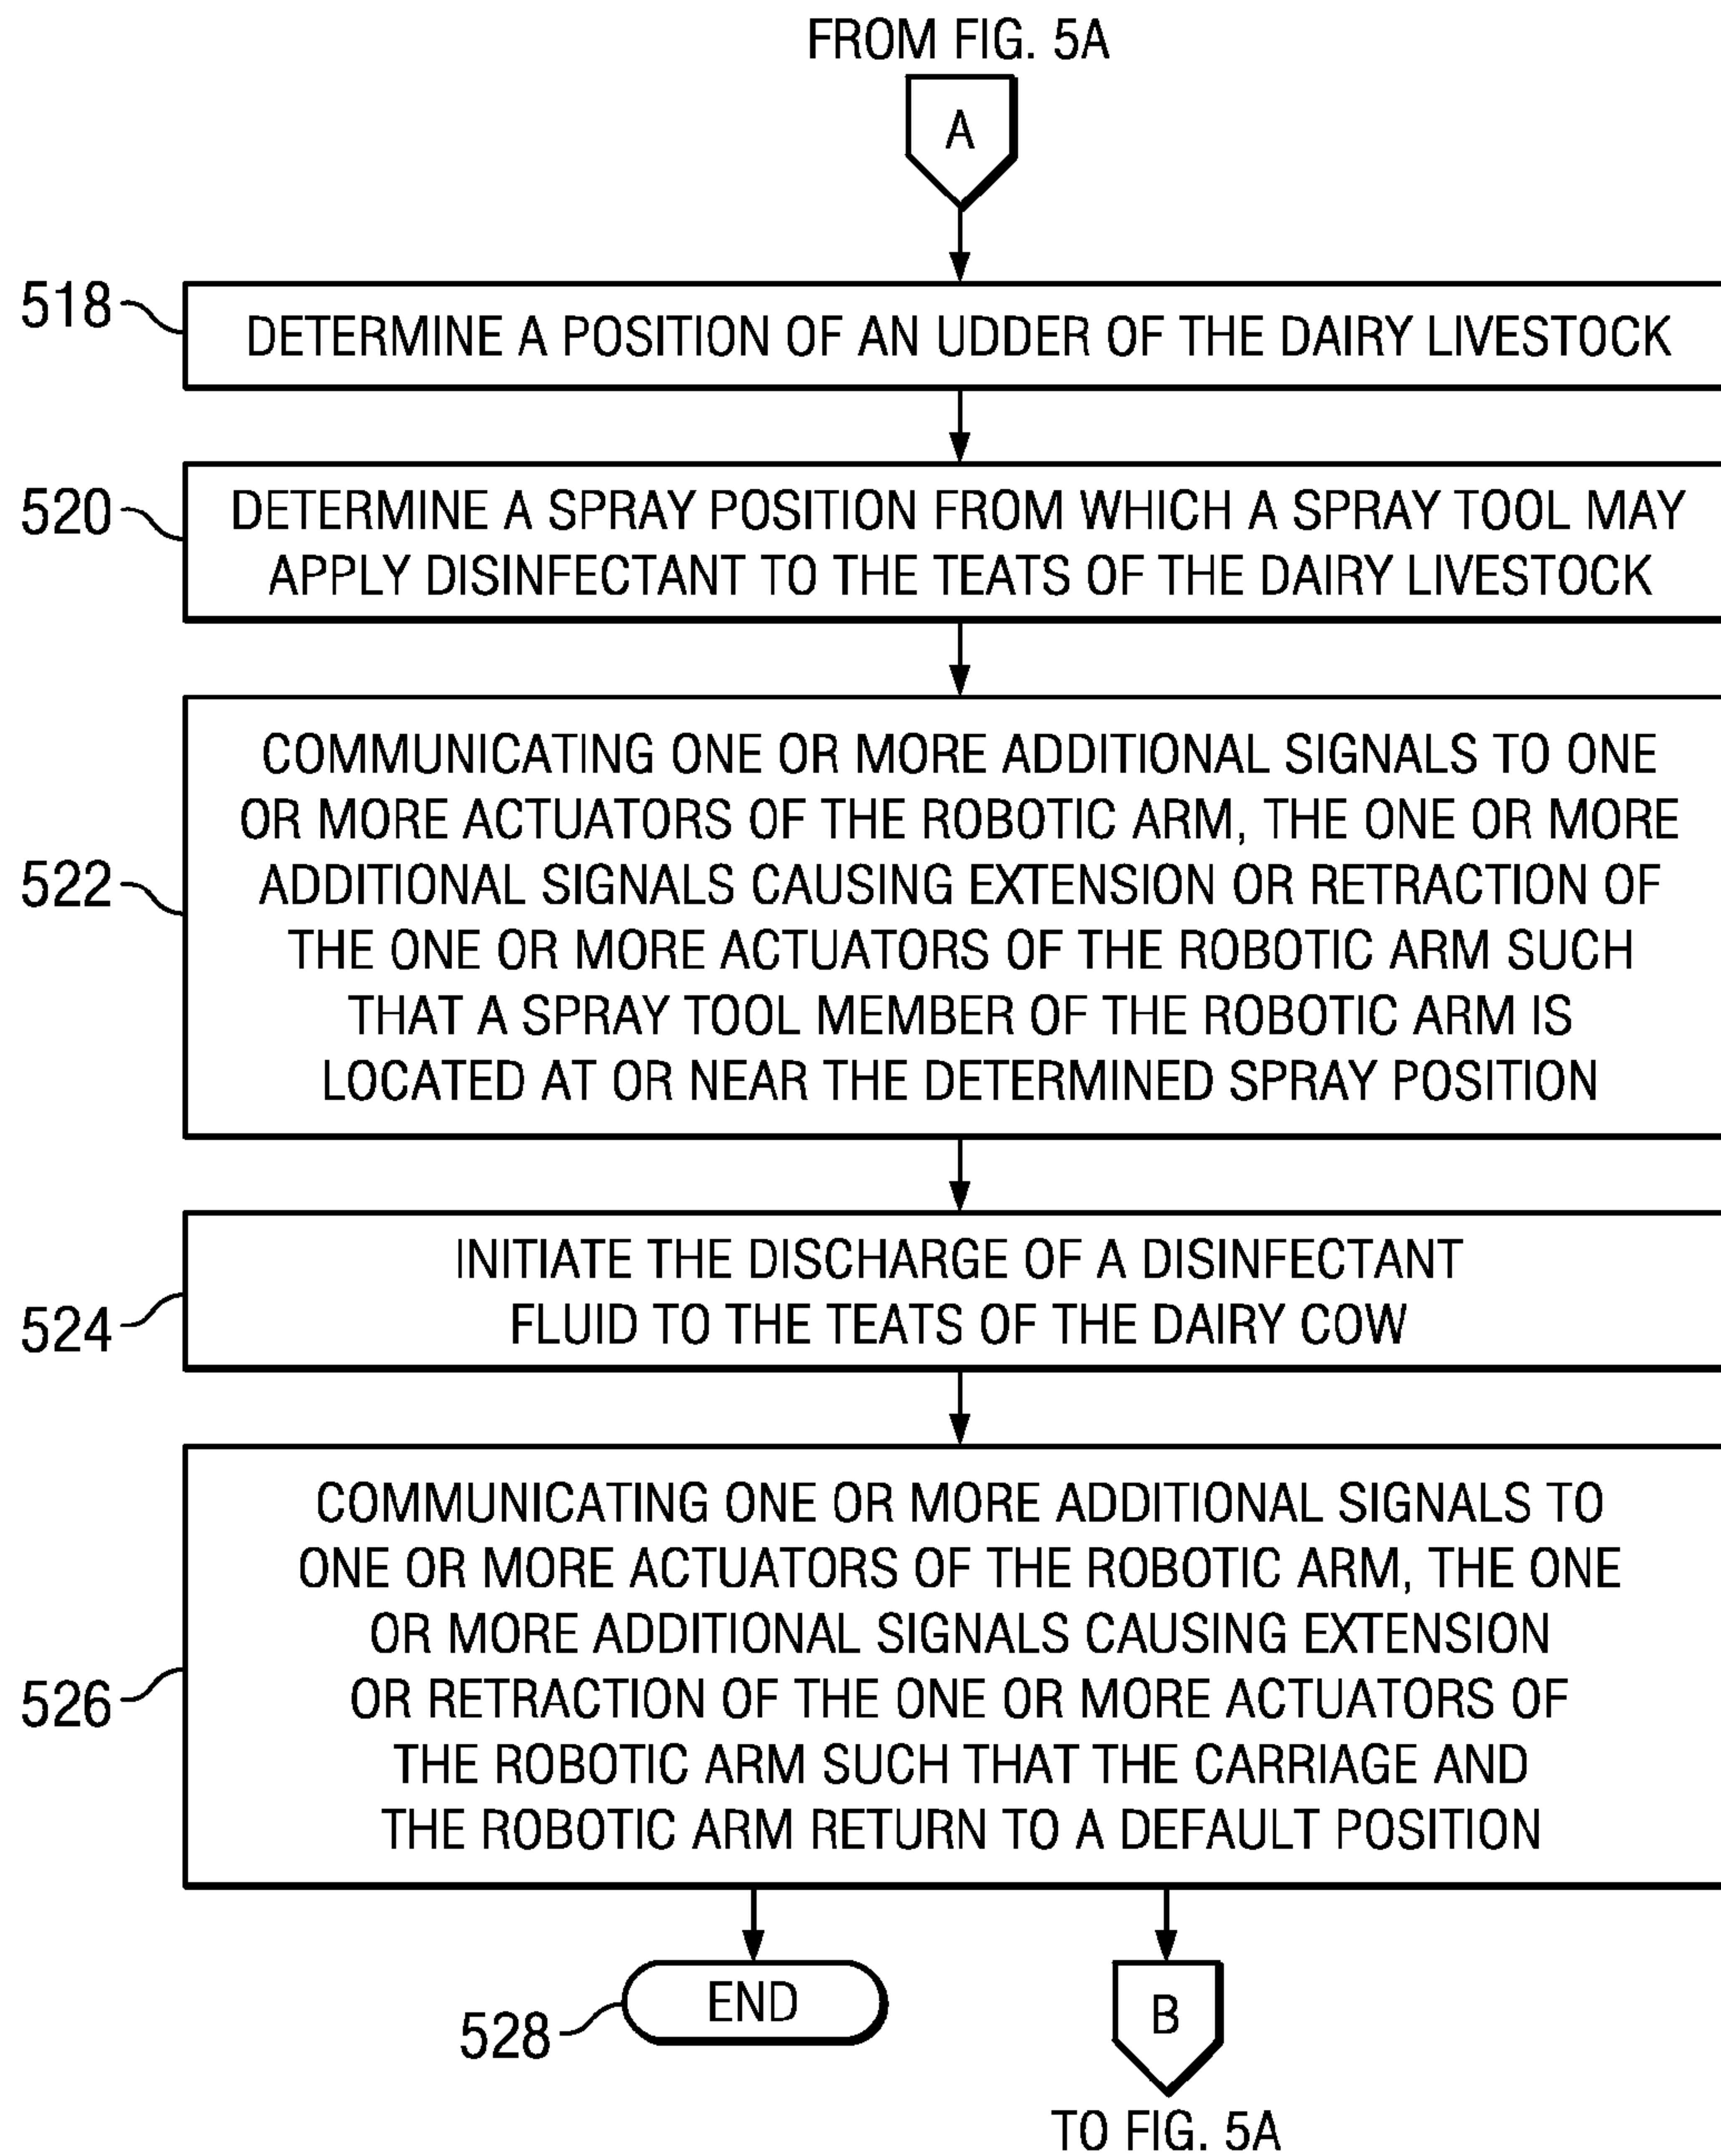 FROM FIG. 5A
A
518
DETERMINE A POSITION OF AN UDDER OF THE DAIRY LIVESTOCK
520
DETERMINE A SPRAY POSITION FROM WHICH A SPRAY TOOL MAY
APPLY DISINFECTANT TO THE TEATS OF THE DAIRY LIVESTOCK
522
COMMUNICATING ONE OR MORE ADDITIONAL SIGNALS TO ONE
OR MORE ACTUATORS OF THE ROBOTIC ARM, THE ONE OR MORE
ADDITIONAL SIGNALS CAUSING EXTENSION OR RETRACTION OF
THE ONE OR MORE ACTUATORS OF THE ROBOTIC ARM SUCH
THAT A SPRAY TOOL MEMBER OF THE ROBOTIC ARM IS
LOCATED AT OR NEAR THE DETERMINED SPRAY POSITION
524
INITIATE THE DISCHARGE OF A DISINFECTANT
FLUID TO THE TEATS OF THE DAIRY COW
526
COMMUNICATING ONE OR MORE ADDITIONAL SIGNALS TO
ONE OR MORE ACTUATORS OF THE ROBOTIC ARM, THE ONE
OR MORE ADDITIONAL SIGNALS CAUSING EXTENSION
OR RETRACTION OF THE ONE OR MORE ACTUATORS OF
THE ROBOTIC ARM SUCH THAT THE CARRIAGE AND
THE ROBOTIC ARM RETURN TO A DEFAULT POSITION
528
END
B
TO FIG. 5A